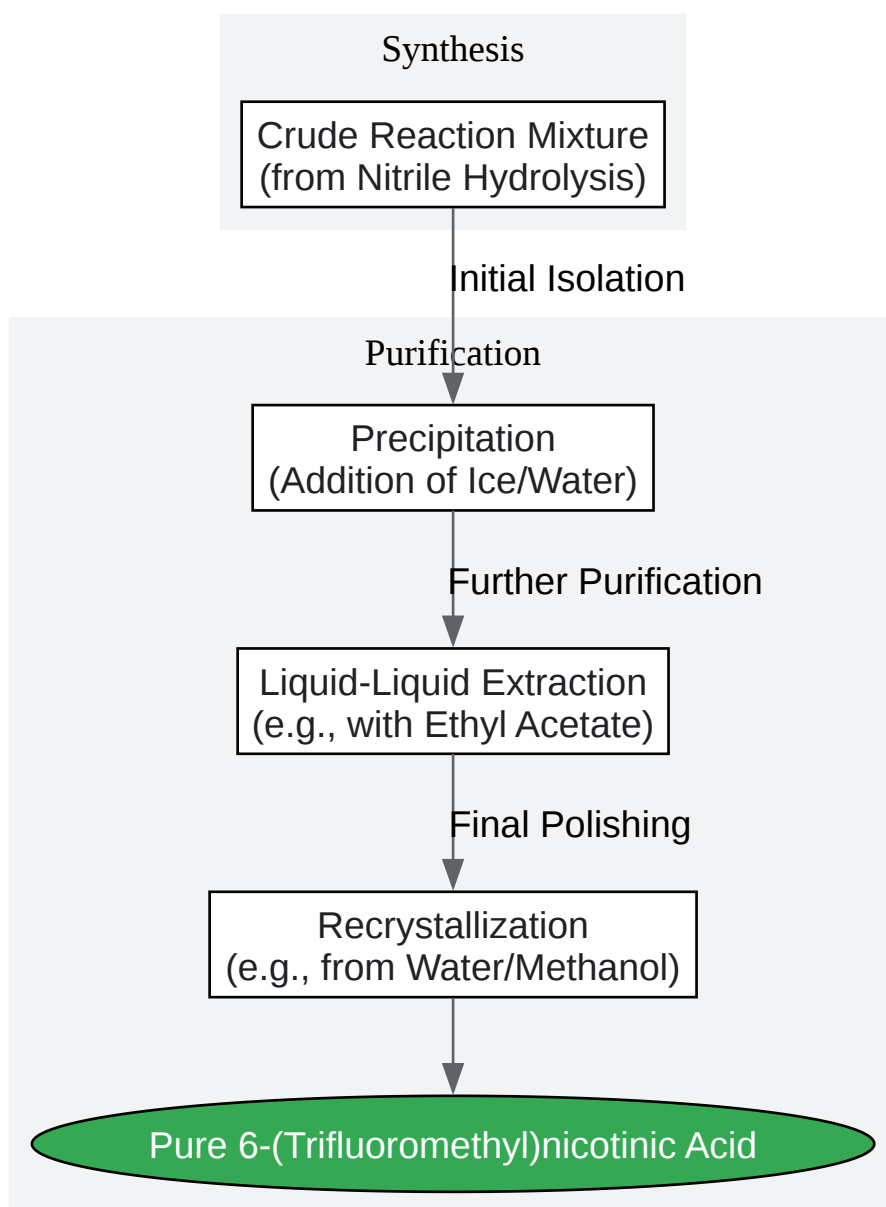 Synthesis
Crude Reaction Mixture
(from Nitrile Hydrolysis)
Initial Isolation
Purification
Precipitation
(Addition of Ice/Water)
Further Purification
Liquid-Liquid Extraction
(e.g., with Ethyl Acetate)
Final Polishing
Recrystallization
(e.g., from Water/Methanol)
Pure 6-(Trifluoromethyl)nicotinic Acid